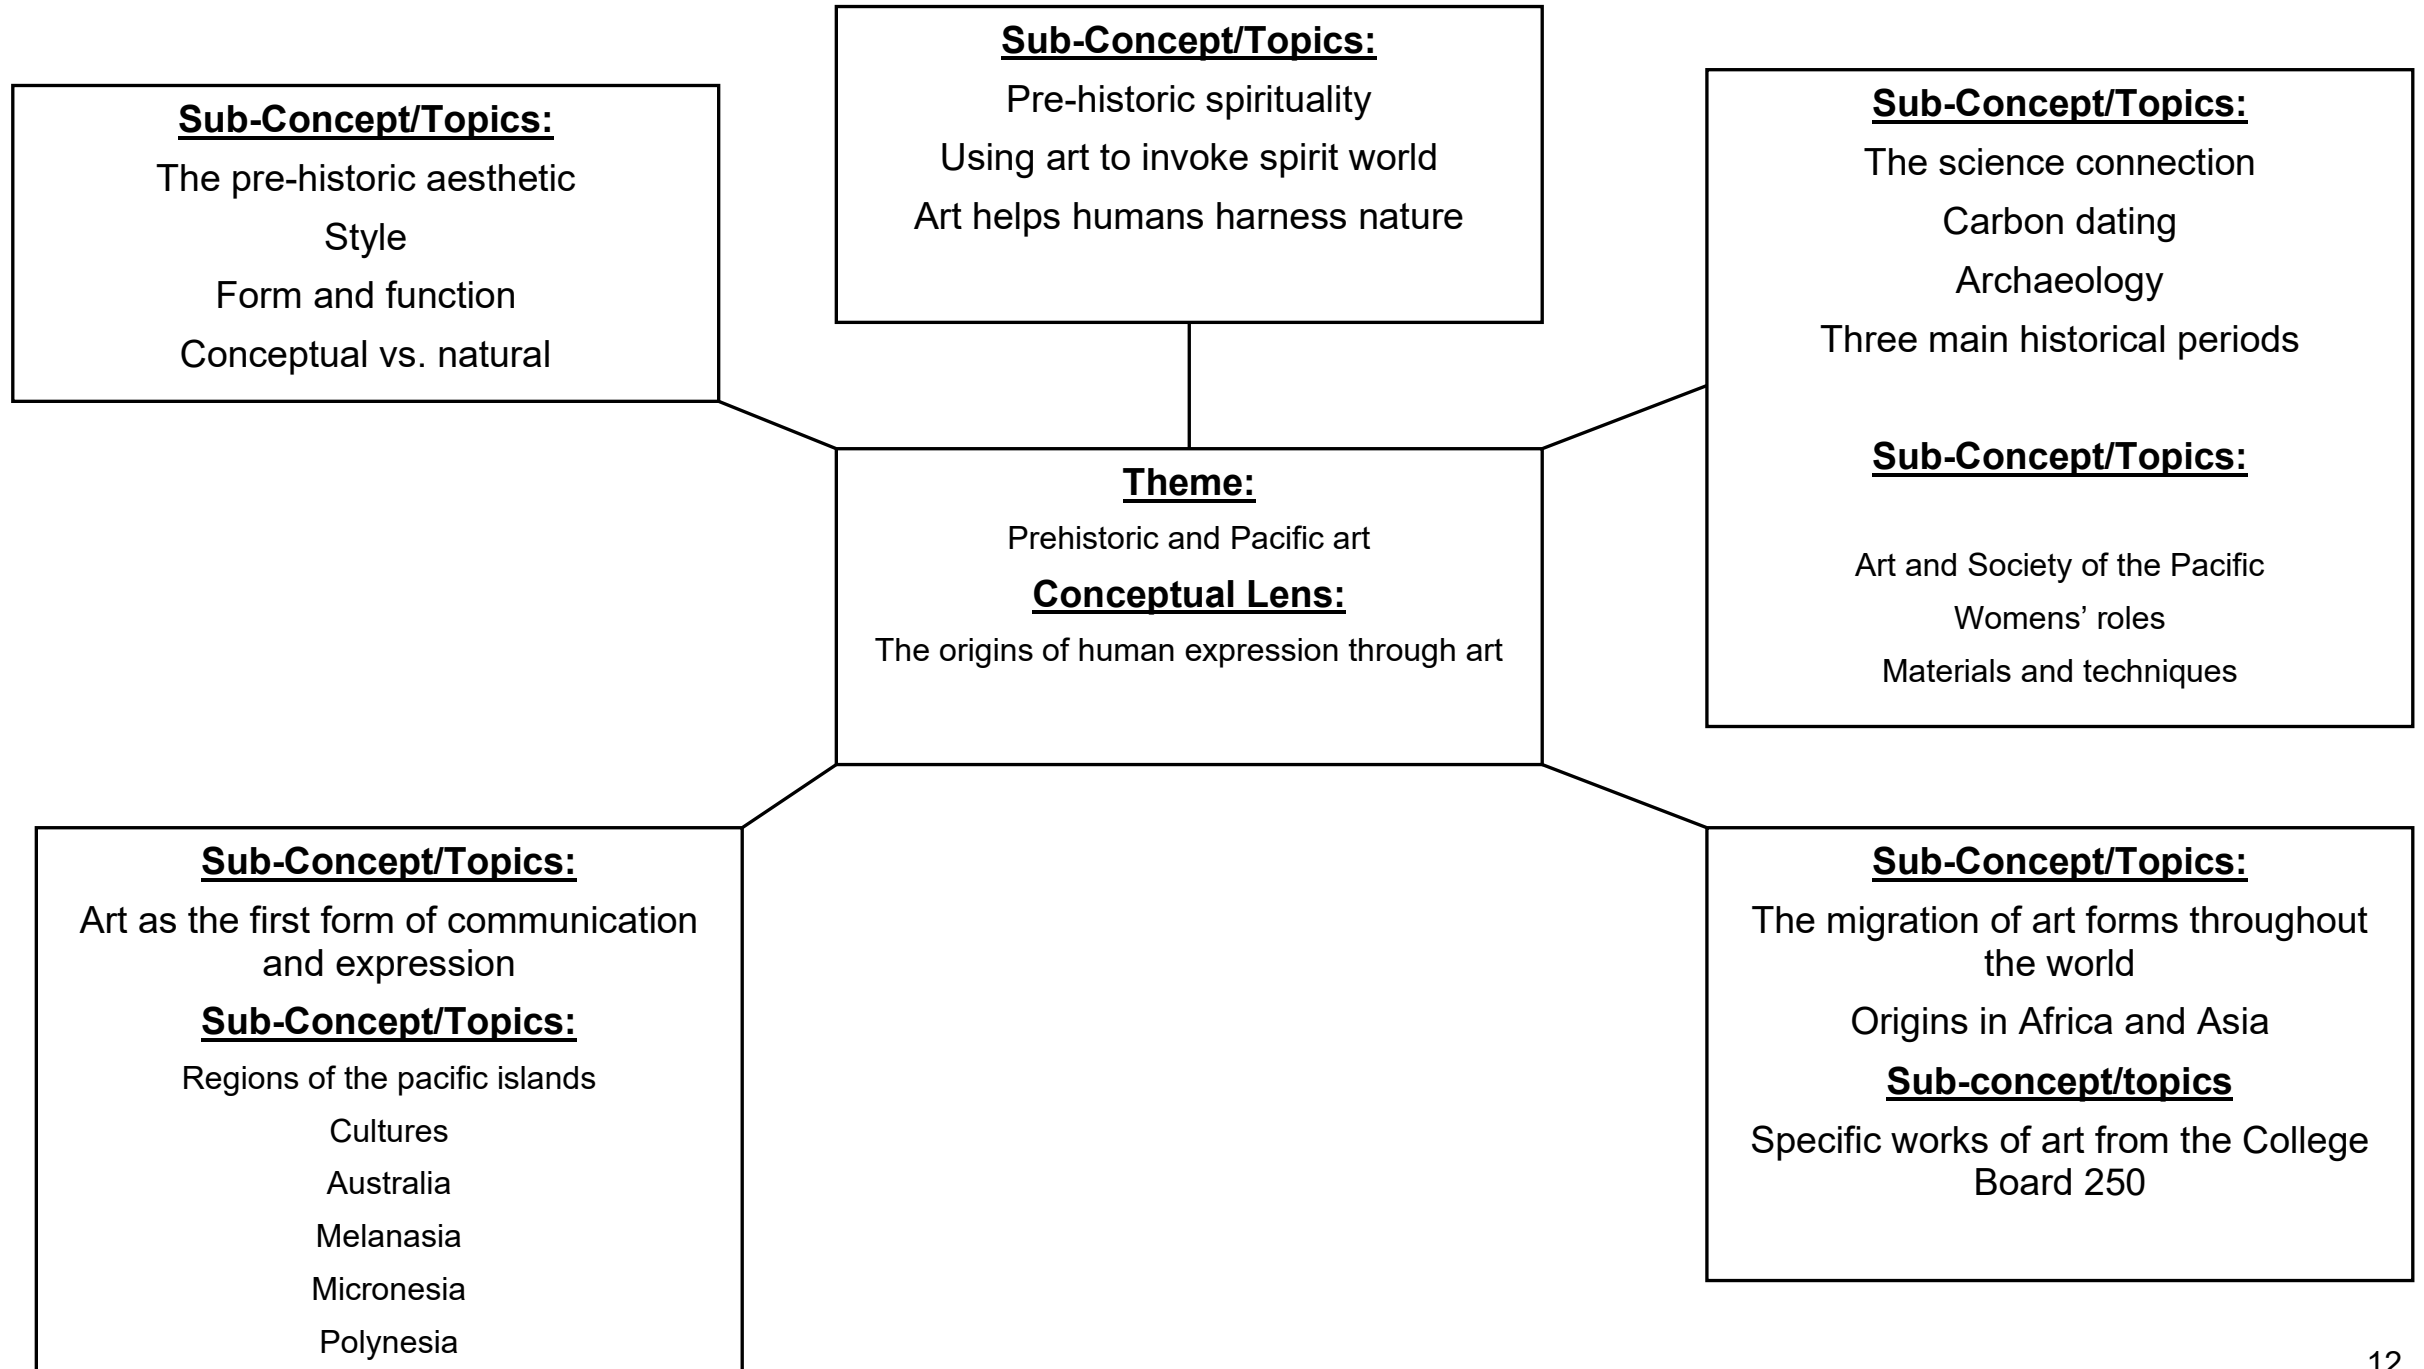 Sub-Concept/Topics:
The pre-historic aesthetic
Style
Form and function
Conceptual vs. natural
Sub-Concept/Topics:
Pre-historic spirituality
Using art to invoke spirit world
Art helps humans harness nature
Sub-Concept/Topics:
The science connection
Carbon dating
Archaeology
Three main historical periods
Sub-Concept/Topics:
Art and Society of the Pacific
Womens’ roles
Materials and techniques
Theme:
Prehistoric and Pacific art
Conceptual Lens:
The origins of human expression through art
Sub-Concept/Topics:
Art as the first form of communication
and expression
Sub-Concept/Topics:
Regions of the pacific islands
Cultures
Australia
Melanasia
Micronesia
Polynesia
Sub-Concept/Topics:
The migration of art forms throughout
the world
Origins in Africa and Asia
Sub-concept/topics
Specific works of art from the College
Board 250
12